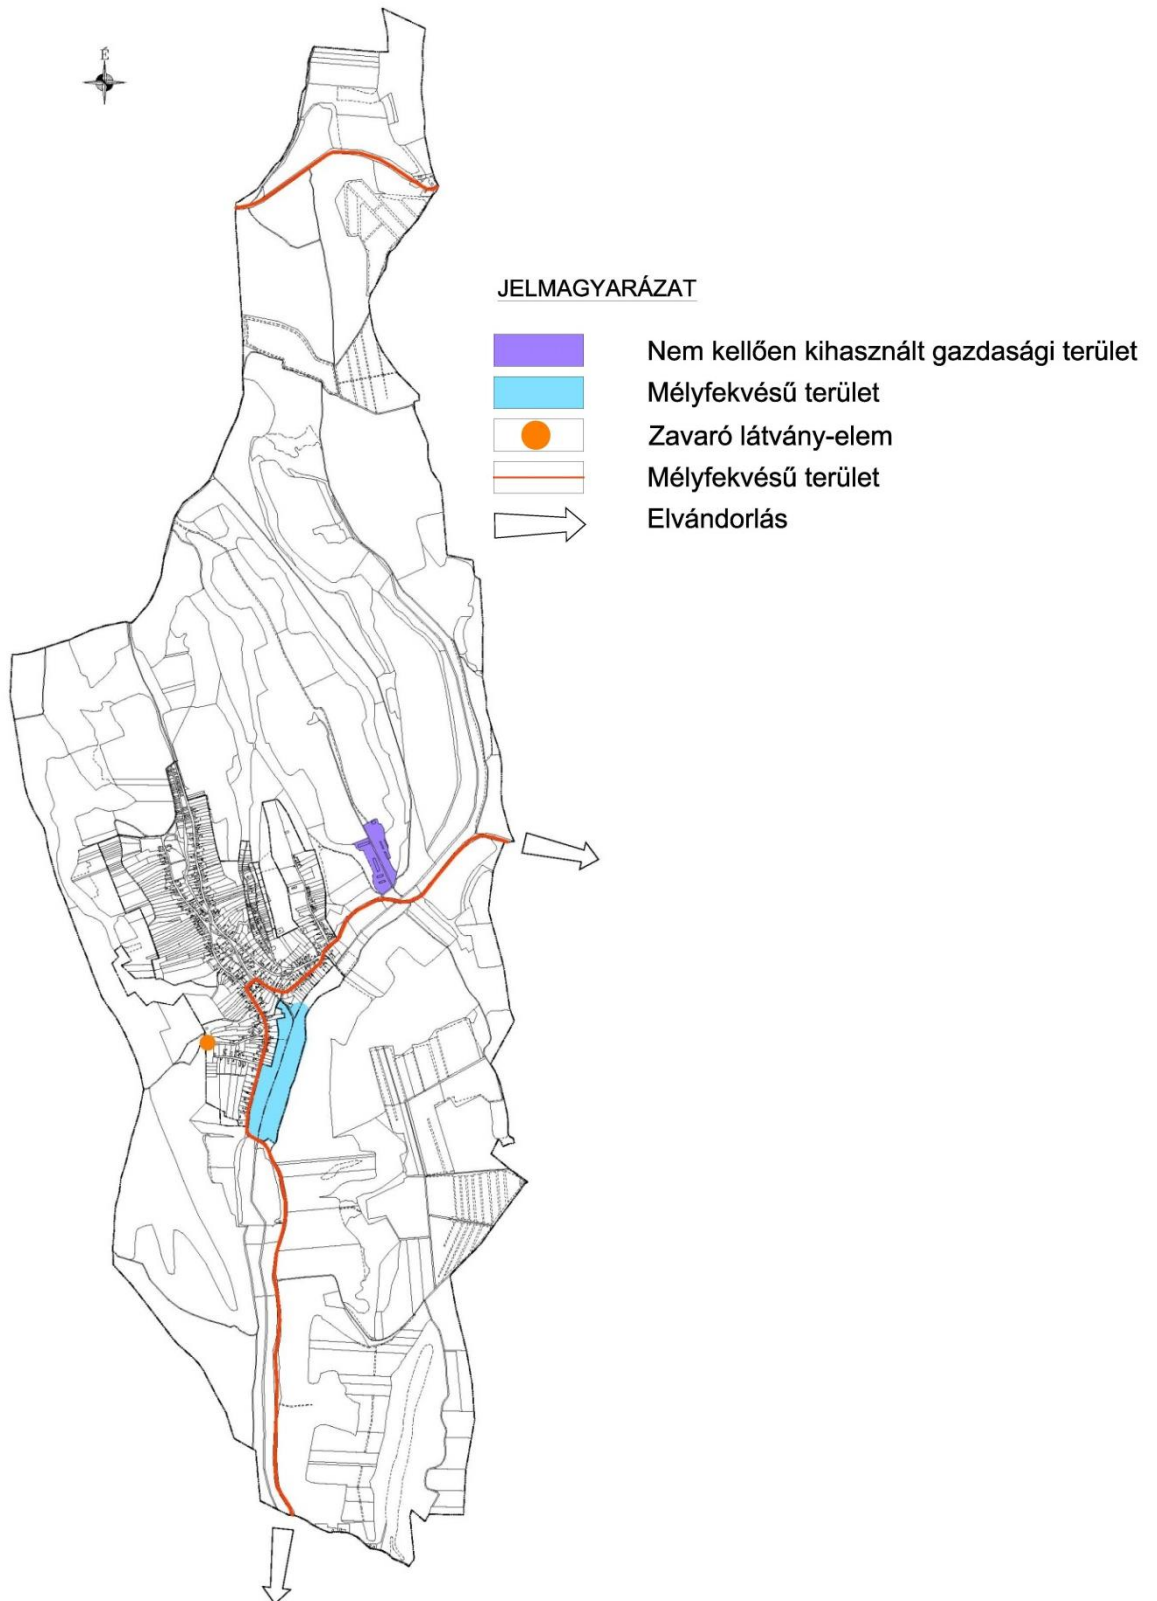 É
JELMAGYARÁZAT
Nem kellően kihasznált gazdasági terület
Mélyfekvésű terület
Zavaró látvány-elem
Mélyfekvésű terület
Elvándorlás